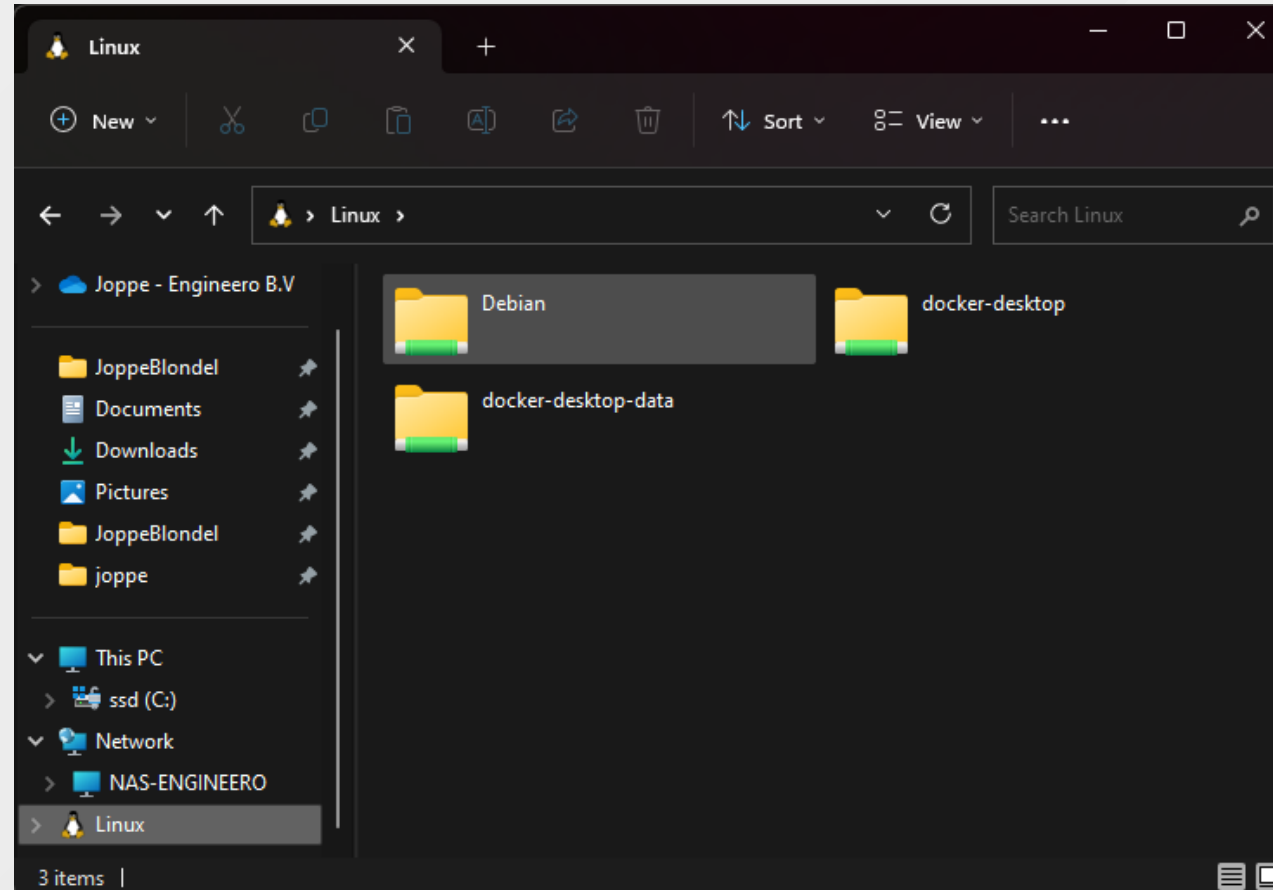 Linux
New
Sort
View
Linux
Search Linux
Joppe - Engineero B.V
JoppeBlondel
Documents
Downloads
Pictures
JoppeBlondel
joppe
This PC
ssd (C:)
Network
NAS-ENGINEERO
Linux
Debian
docker-desktop
docker-desktop-data
3 items